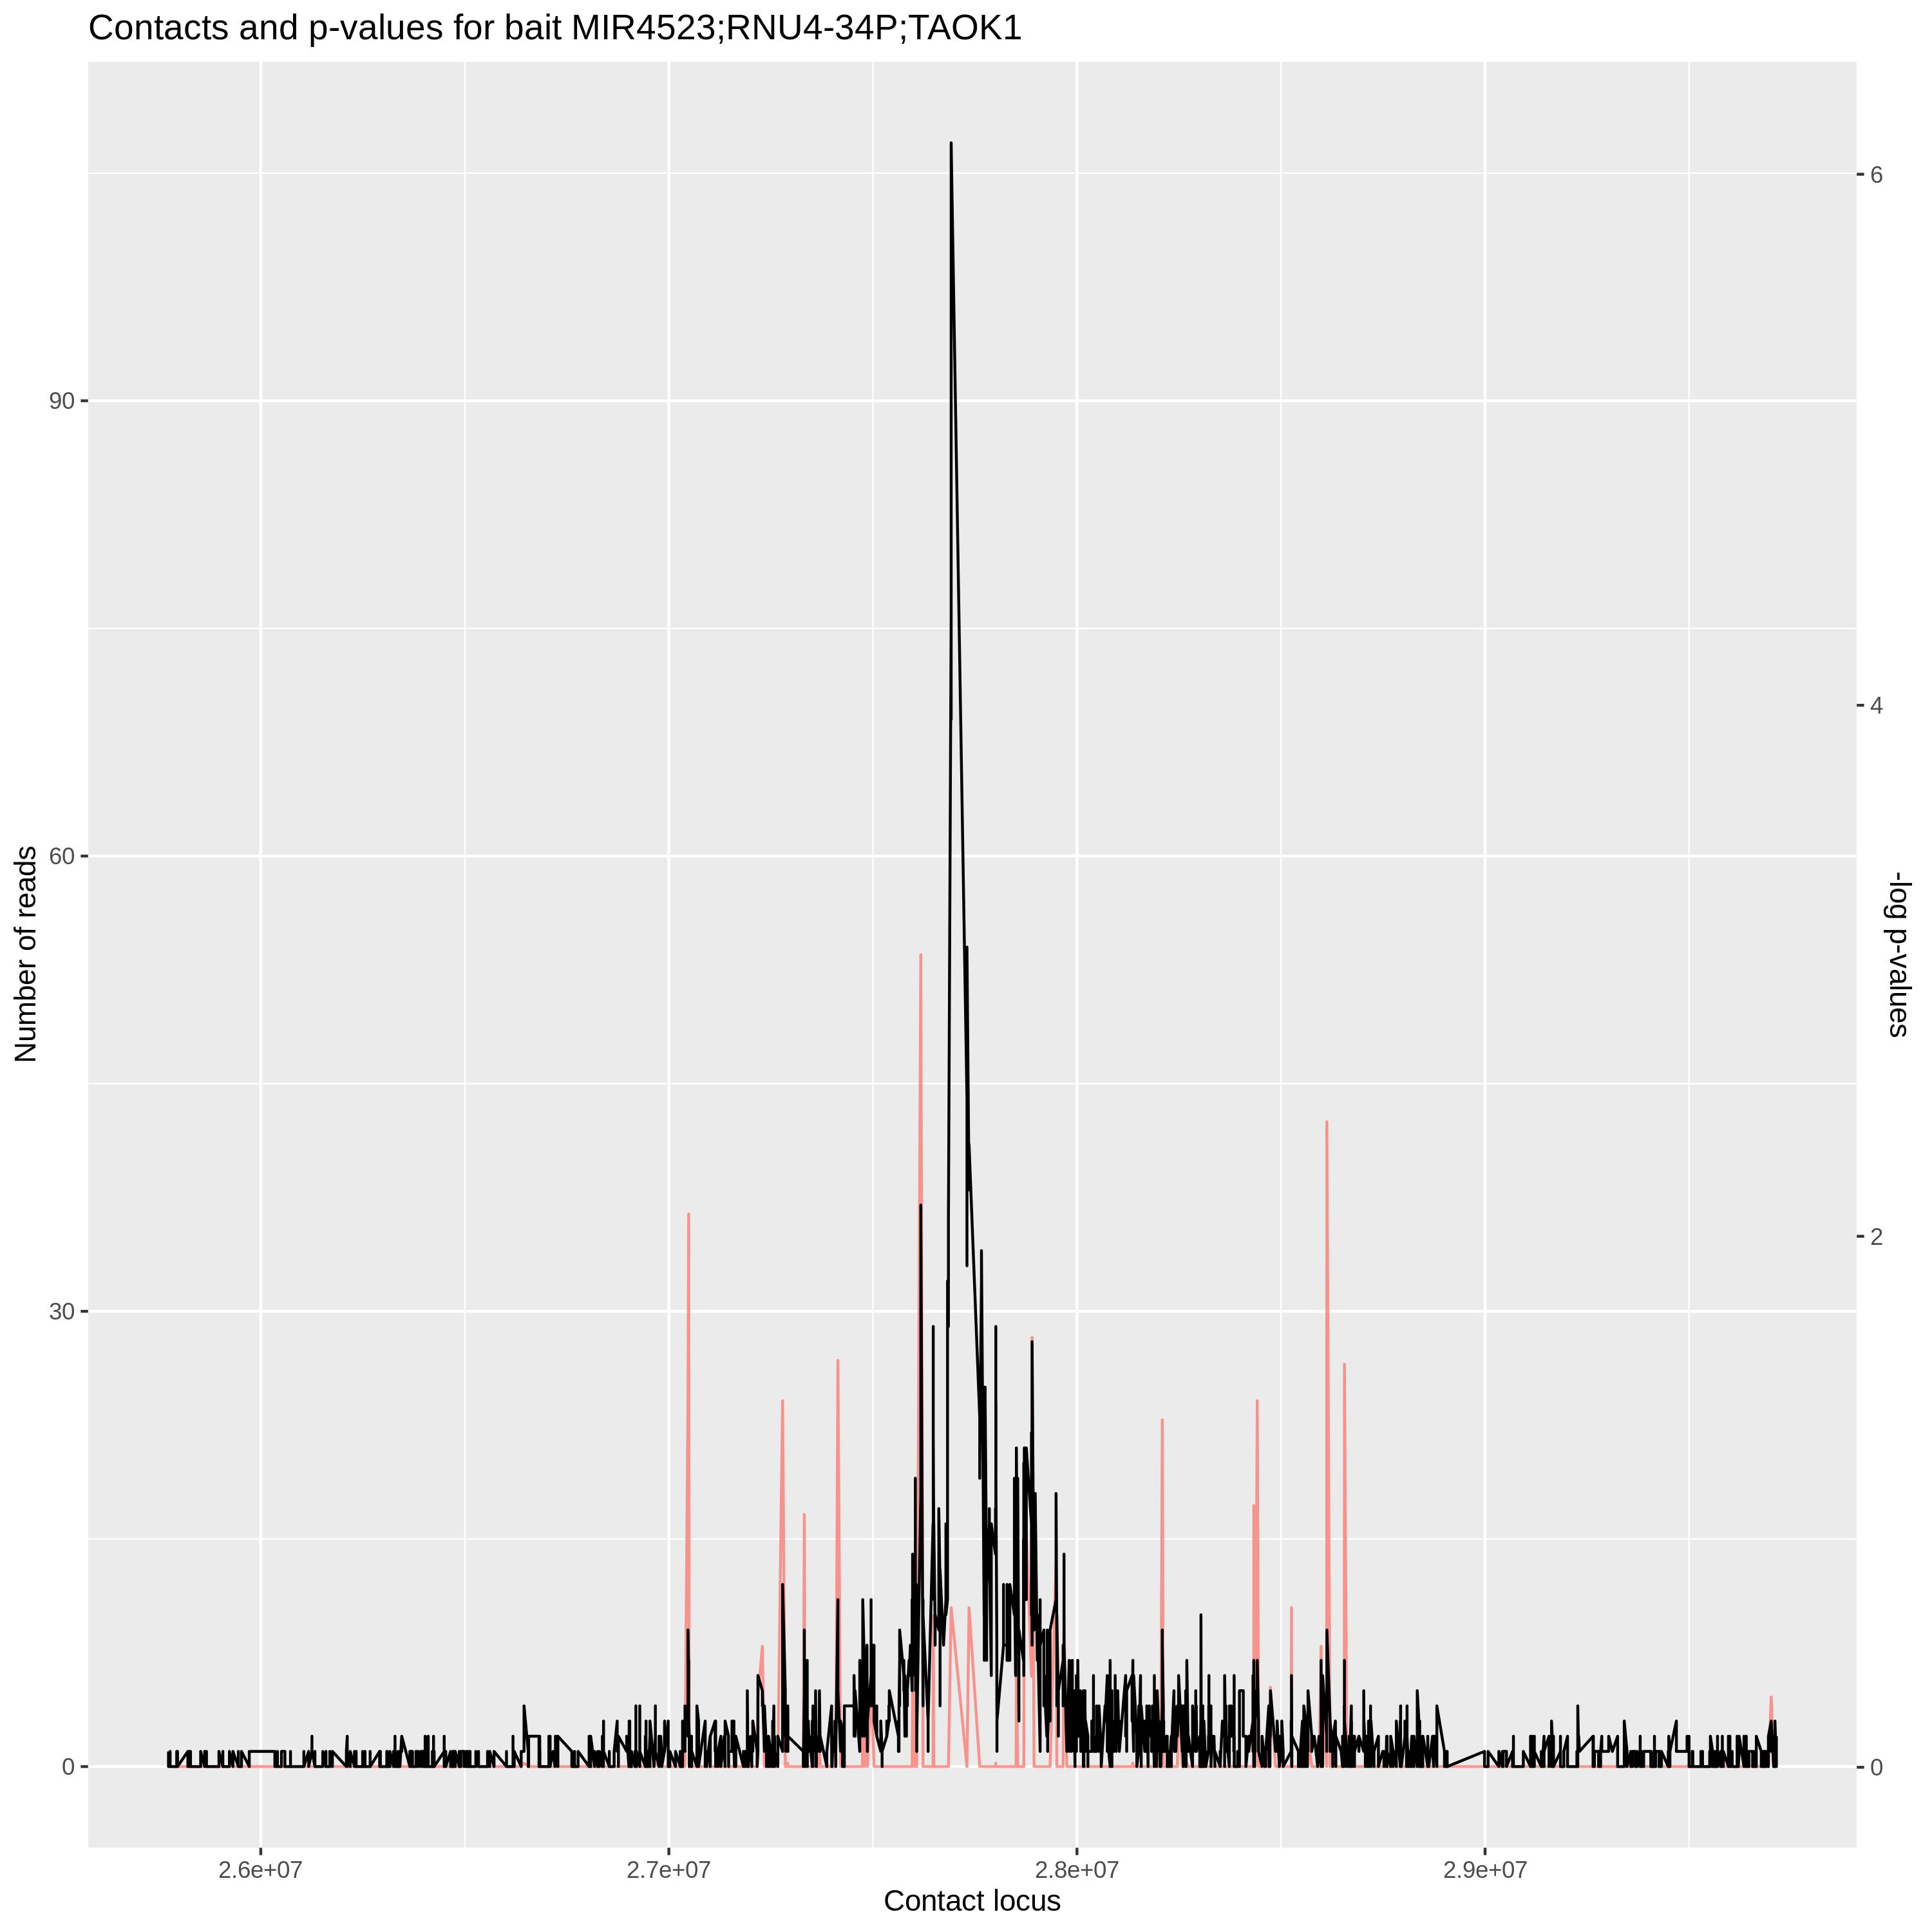 Contacts and p-values for bait MIR4523;RNU4-34P;TAOK1
Number of reads
90
60
30
0
6
4
2
0
-log p-values
2.6e+07
2.7e+07
2.8e+07
2.9e+07
Contact locus